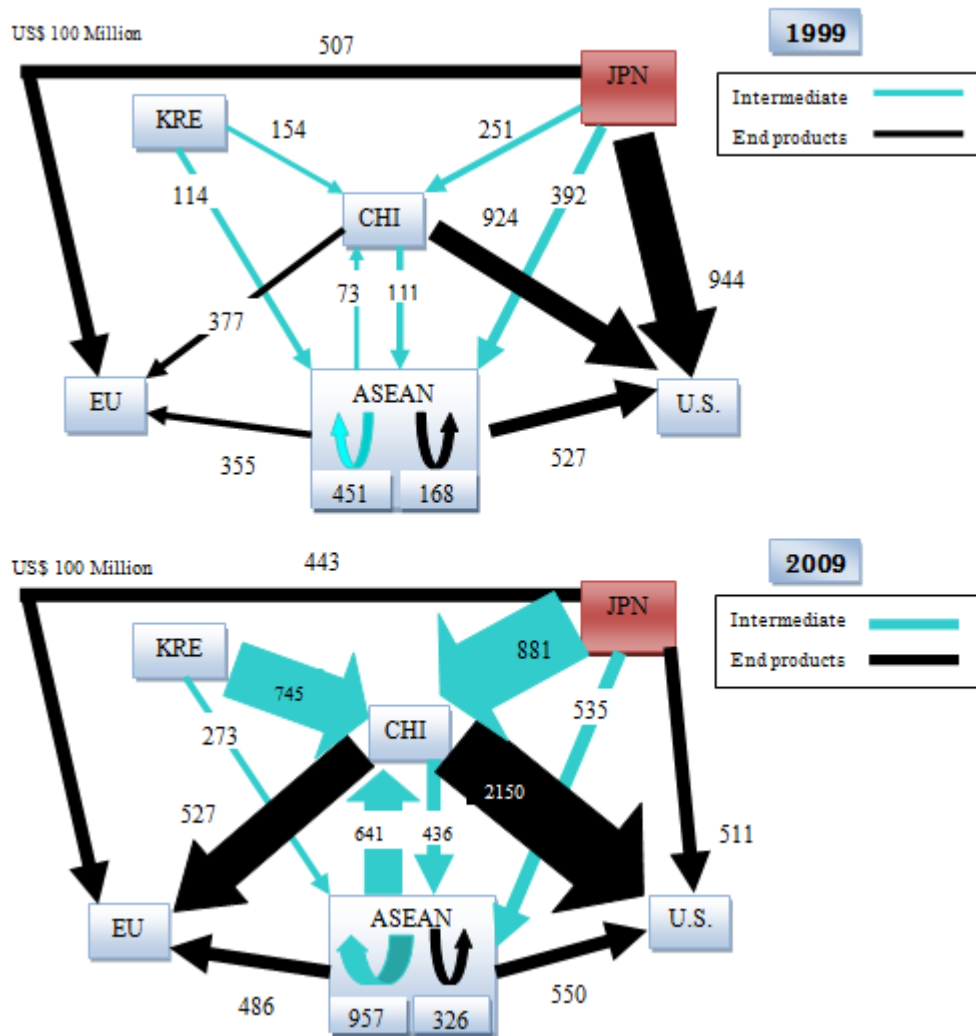 US$ 100 Million
507
1999
JPN
Intermediate
End products
KRE
154
251
114
392
CHI
924
944
73
111
377
EU
ASEAN
U.S.
355
527
451
168
US$ 100 Million
443
2009
JPN
Intermediate
End products
KRE
881
745
535
273
CHI
2150
527
641
436
511
EU
ASEAN
U.S.
486
550
957
326